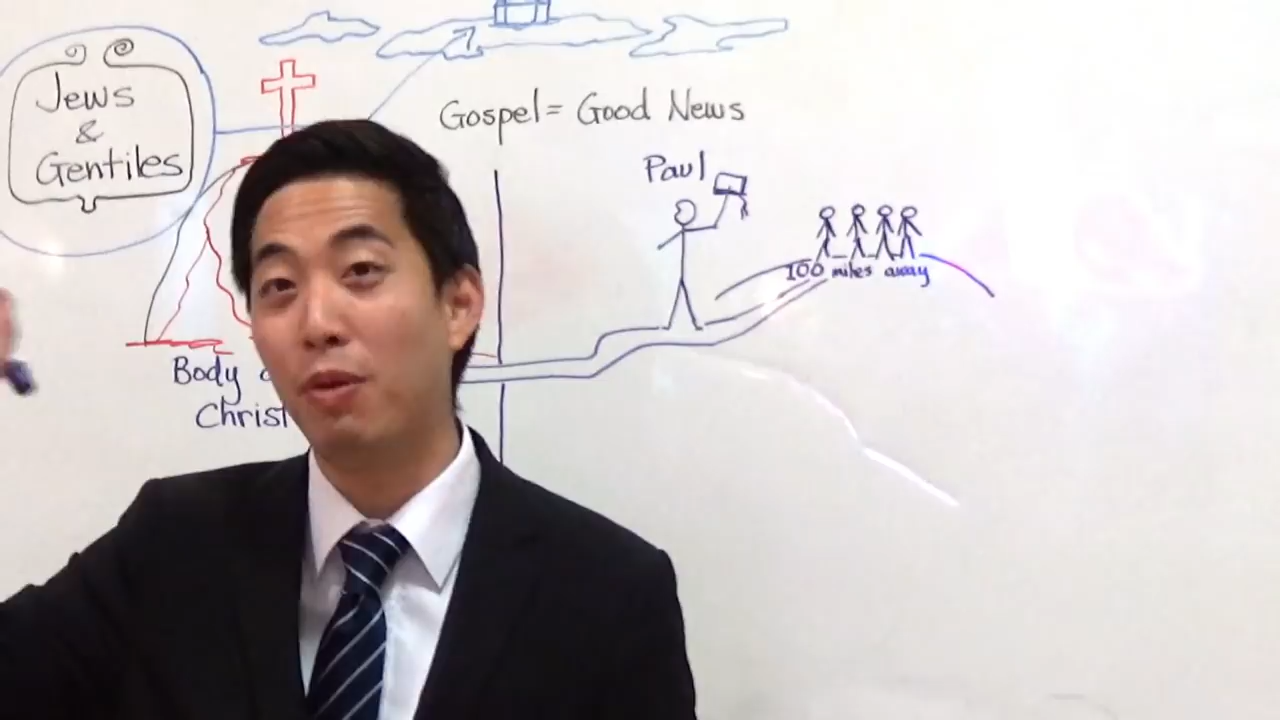 Jews
&
Gentiles
Gospel = Good News
Paul
100 miles away
Body
Christ